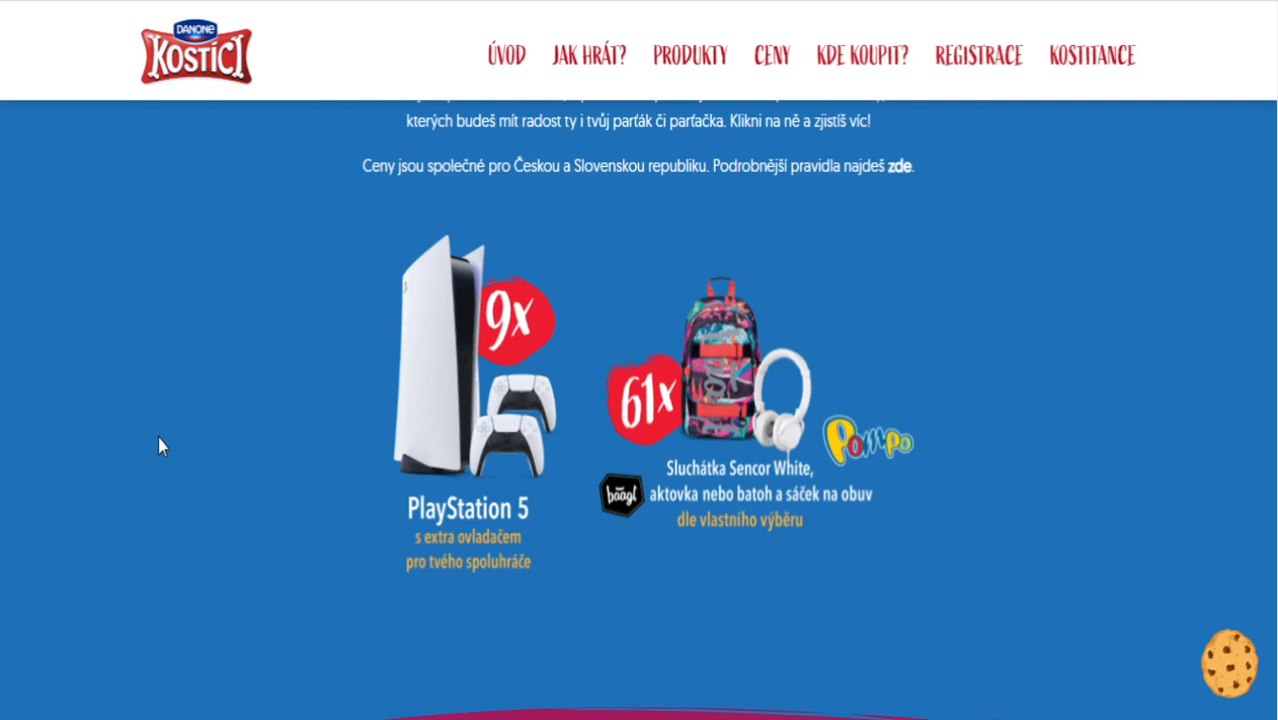 DANONE
KOSTÍCI
ÚVOD JAK HRÁT? PRODUKTY CENY KDE KOUPIT? REGISTRACE KOSTITANCE
kterých budeš mít radost ty i tvůj parťák či parťačka. Klikni na ně a zjistíš víc!
Ceny jsou společné pro Českou a Slovenskou republiku. Podrobnější pravidla najdeš zde.
9x
61x
Pompo
Sluchátka Sencor White,
baagl
aktovka nebo batoh a sáček na obuv
dle vlastního výběru
PlayStation 5
s extra ovladačem
pro tvého spoluhráče